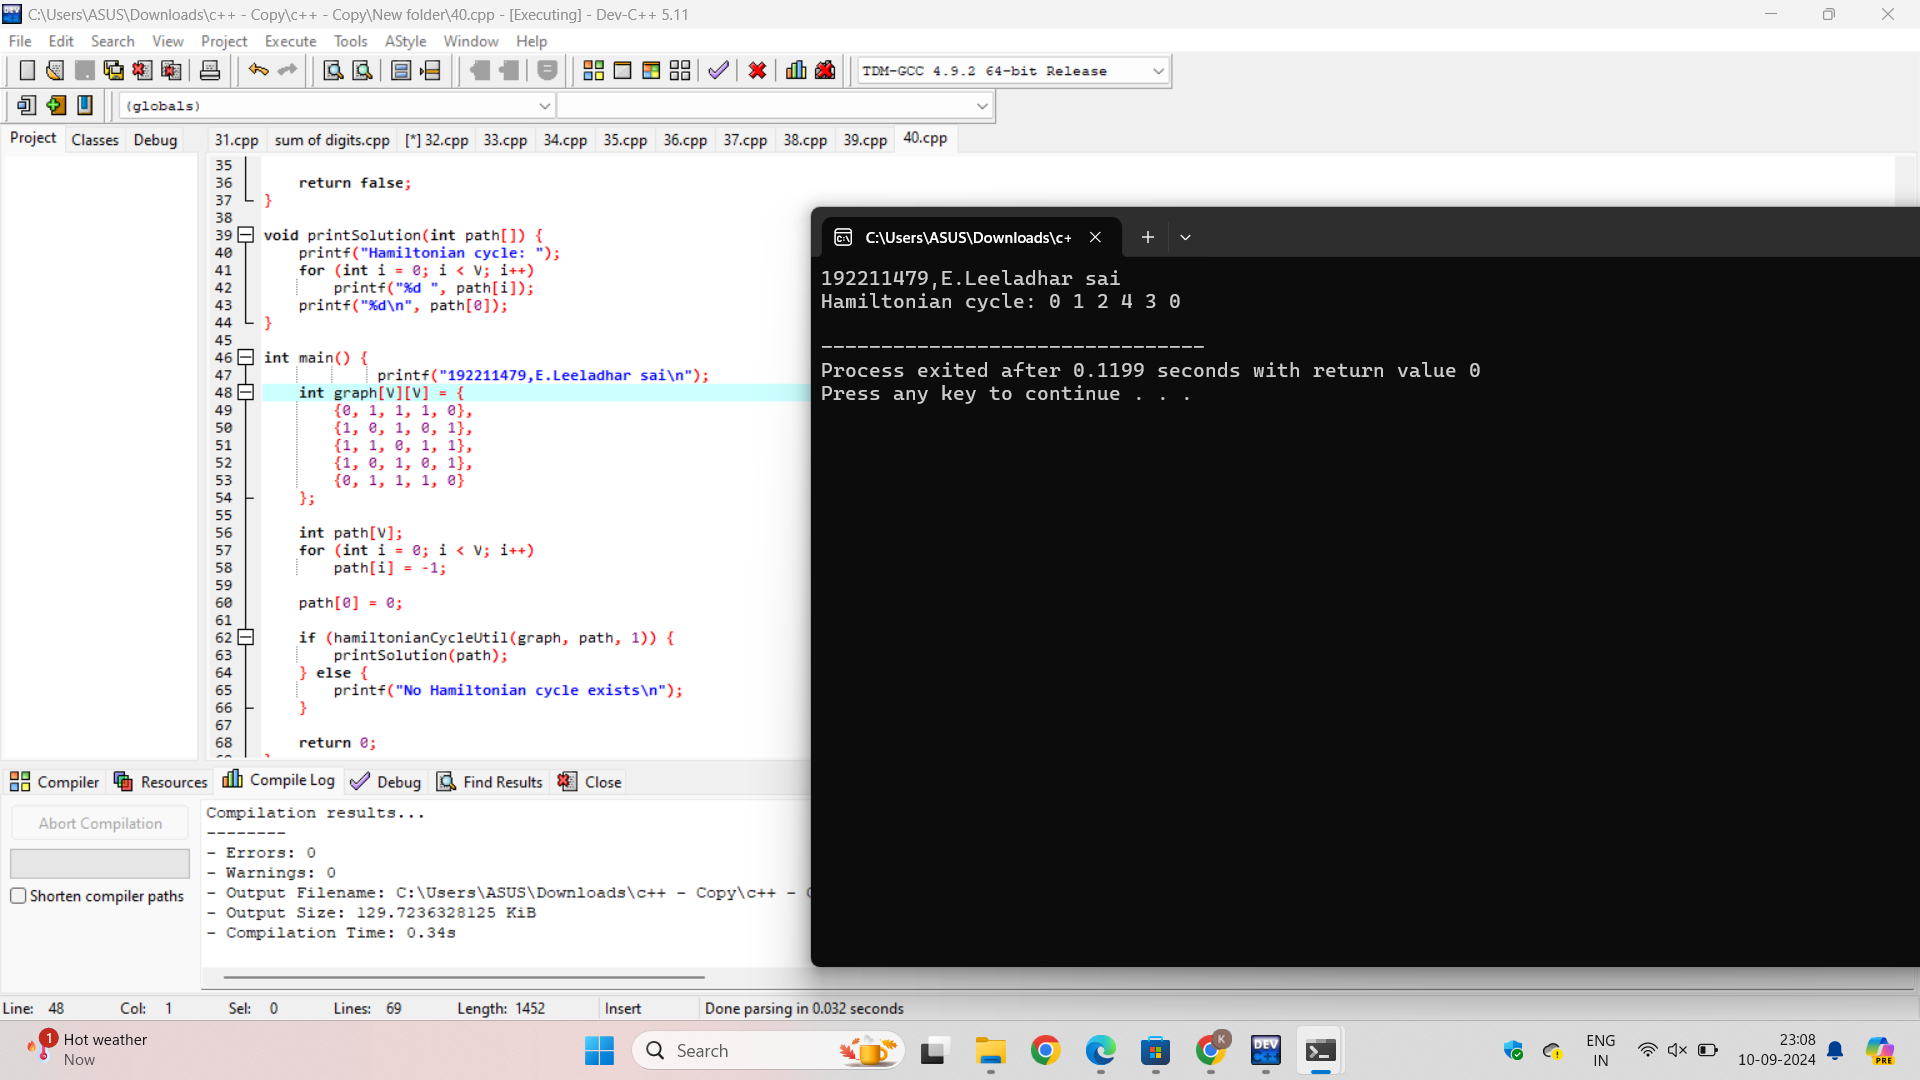 C:\Users\ASUS\Downloads\c++ - Copy\c++ - Copy\New folder\40.cpp - [Executing] - Dev-C++ 5.11
File Edit Search View Project Execute Tools AStyle Window Help
TDM-GCC 4.9.2 64-bit Release
(globals)
Project Classes Debug
31.cpp sum of digits.cpp [*] 32.cpp 33.cpp 34.cpp 35.cpp 36.cpp 37.cpp 38.cpp 39.cpp 40.cpp
35
36 return false;
37 }
38
39 void printSolution(int path[]) {
40 printf("Hamiltonian cycle: ");
41 for (int i = 0; i < V; i++)
42 printf("%d ", path[i]);
43 printf("%d\n", path[0]);
44 }
45
46 int main() {
47 printf("192211479,E.Leeladhar sai\n");
48 int graph[V][V] = {
49 {0, 1, 1, 1, 0},
50 {1, 0, 1, 0, 1},
51 {1, 1, 0, 1, 1},
52 {1, 0, 1, 0, 1},
53 {0, 1, 1, 1, 0}
54 };
55
56 int path[V];
57 for (int i = 0; i < V; i++)
58 path[i] = -1;
59
60 path[0] = 0;
61
62 if (hamiltonianCycleUtil(graph, path, 1)) {
63 printSolution(path);
64 } else {
65 printf("No Hamiltonian cycle exists\n");
66 }
67
68 return 0;
C:\Users\ASUS\Downloads\c+
192211479,E.Leeladhar sai
Hamiltonian cycle: 0 1 2 4 3 0
--------------------------------
Process exited after 0.1199 seconds with return value 0
Press any key to continue . . .
Compiler Resources Compile Log Debug Find Results Close
Abort Compilation
Shorten compiler paths
Compilation results...
--------
- Errors: 0
- Warnings: 0
- Output Filename: C:\Users\ASUS\Downloads\c++ - Copy\c++ -
- Output Size: 129.7236328125 KiB
- Compilation Time: 0.34s
Line: 48 Col: 1 Sel: 0 Lines: 69 Length: 1452 Insert Done parsing in 0.032 seconds
1
Hot weather
Now
Search
K
DEV
C++
ENG
IN
23:08
10-09-2024
PRE